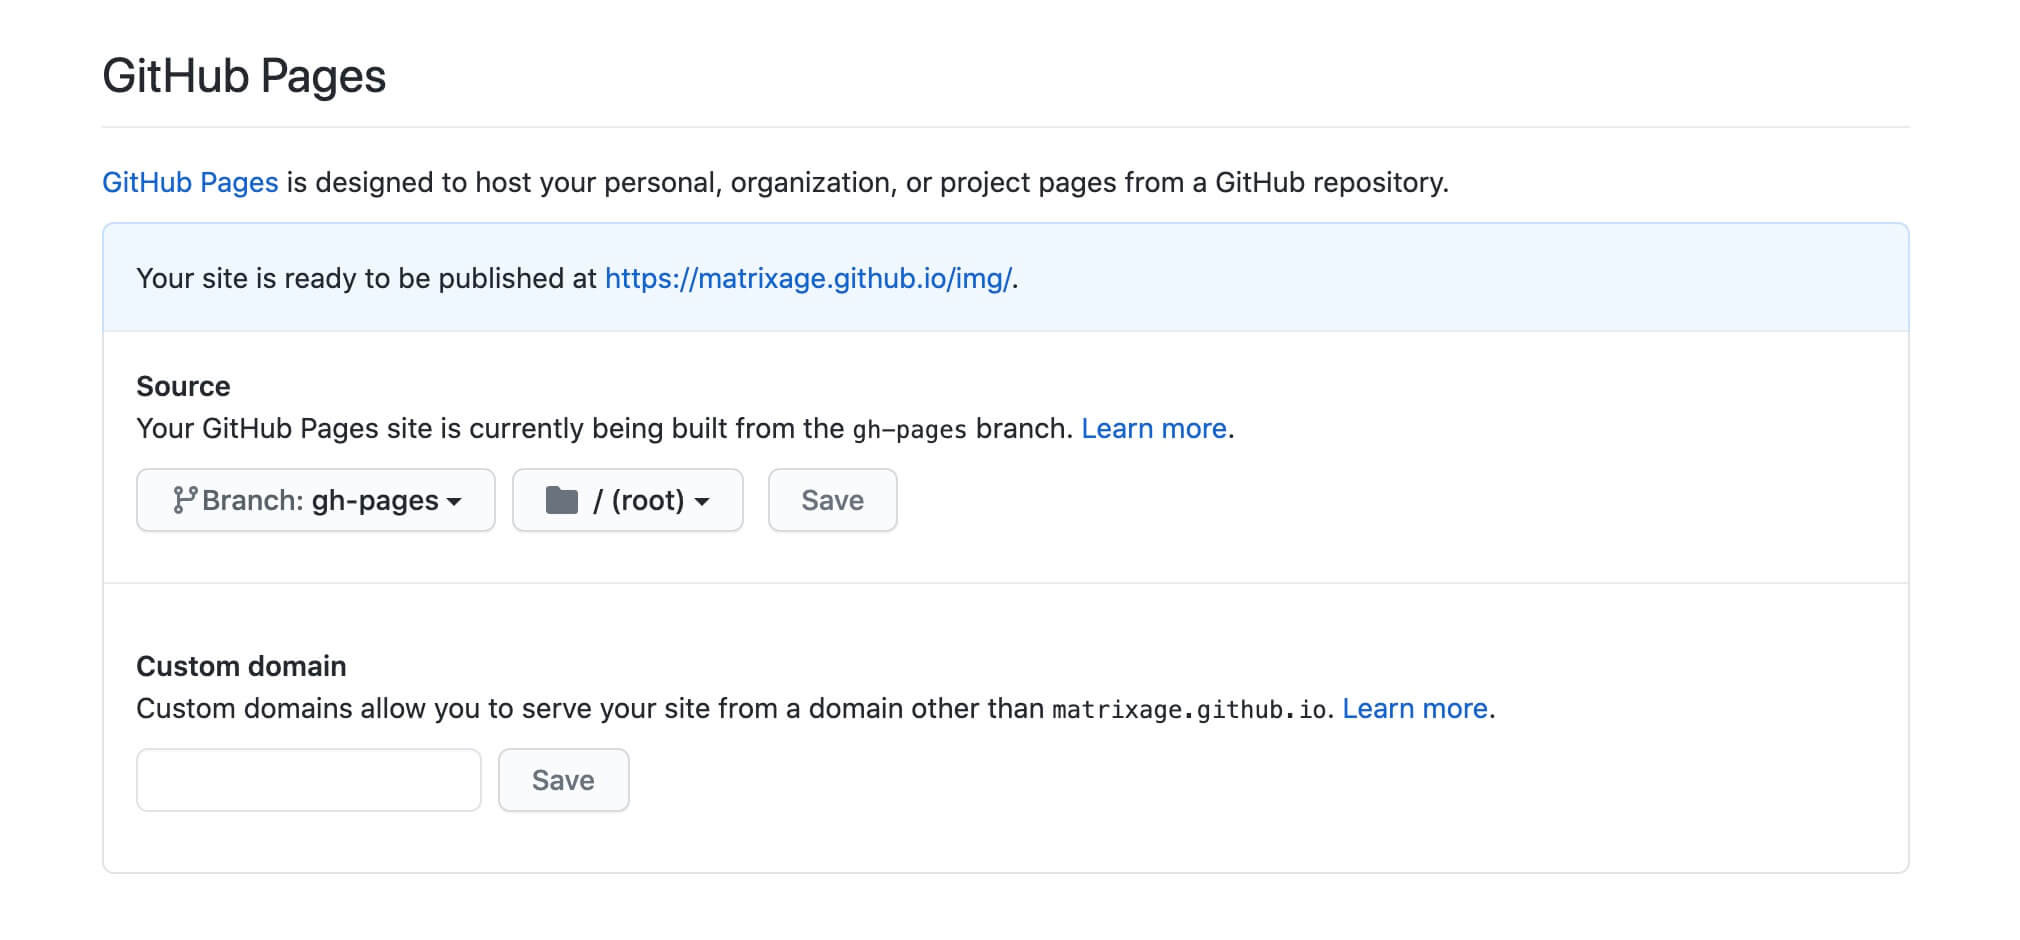 GitHub Pages
GitHub Pages is designed to host your personal, organization, or project pages from a GitHub repository.
Your site is ready to be published at https://matrixage.github.io/img/.
Source
Your GitHub Pages site is currently being built from the gh-pages branch. Learn more.
Branch: gh-pages / (root) Save
Custom domain
Custom domains allow you to serve your site from a domain other than matrixage.github.io. Learn more.
Save